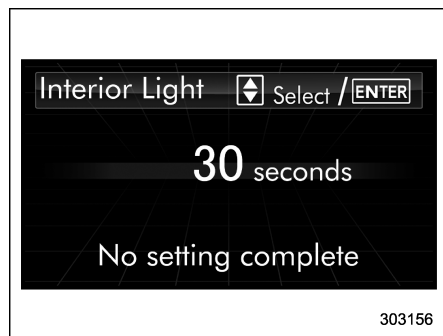 Interior Light Select / ENTER
30 seconds
No setting complete
303156